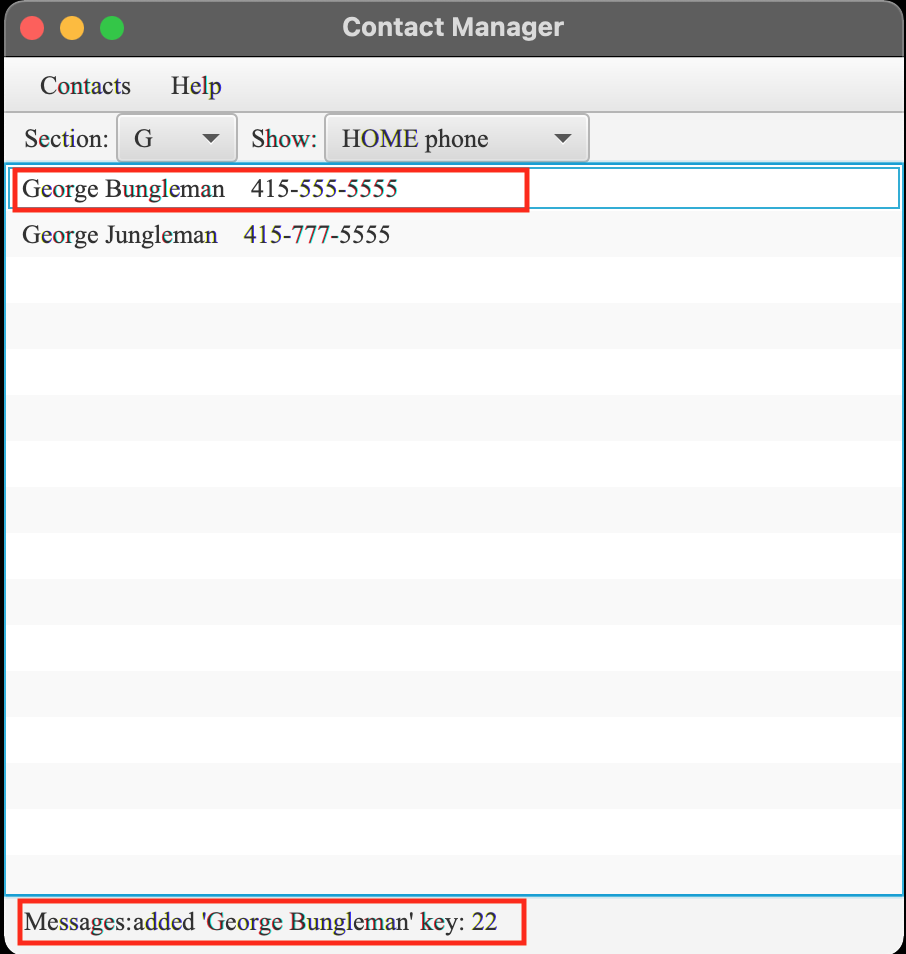 Contact Manager
Contacts Help
Section: G Show: HOME phone
George Bungleman 415-555-5555
George Jungleman 415-777-5555
Messages:added 'George Bungleman' key: 22